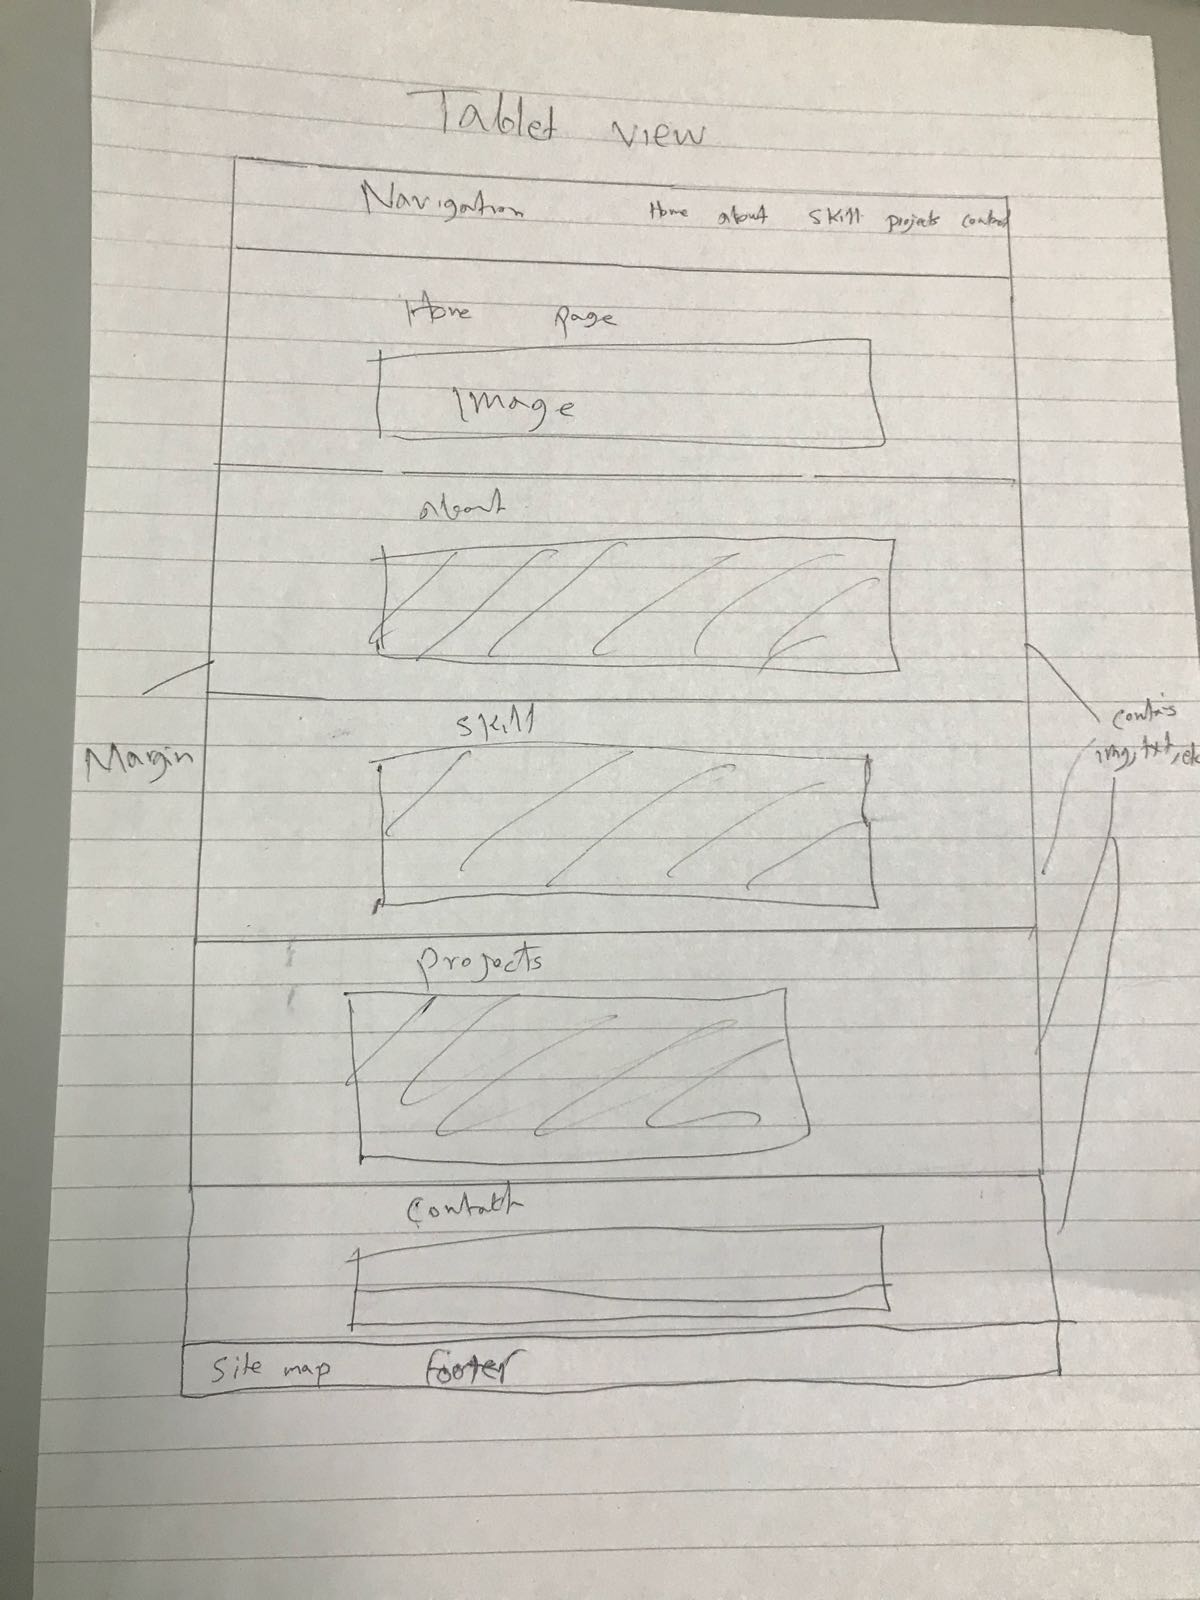 Tablet view
Navigation Home about skill projects contact
Home page
Image
about
skill
Margin
img, txt, etc
projects
Contact
Site map footer